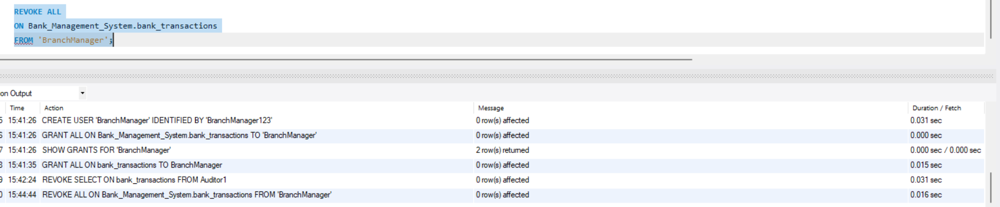 REVOKE ALL
ON Bank_Management_System.bank_transactions
FROM 'BranchManager';
on Output
Time Action Message Duration / Fetch
5 15:41:26 CREATE USER 'BranchManager' IDENTIFIED BY 'BranchManager123' 0 row(s) affected 0.031 sec
6 15:41:26 GRANT ALL ON Bank_Management_System.bank_transactions TO 'BranchManager' 0 row(s) affected 0.000 sec
7 15:41:26 SHOW GRANTS FOR 'BranchManager' 2 row(s) returned 0.000 sec / 0.000 sec
8 15:41:35 GRANT ALL ON bank_transactions TO BranchManager 0 row(s) affected 0.015 sec
9 15:42:24 REVOKE SELECT ON bank_transactions FROM Auditor1 0 row(s) affected 0.031 sec
0 15:44:44 REVOKE ALL ON Bank_Management_System.bank_transactions FROM 'BranchManager' 0 row(s) affected 0.016 sec